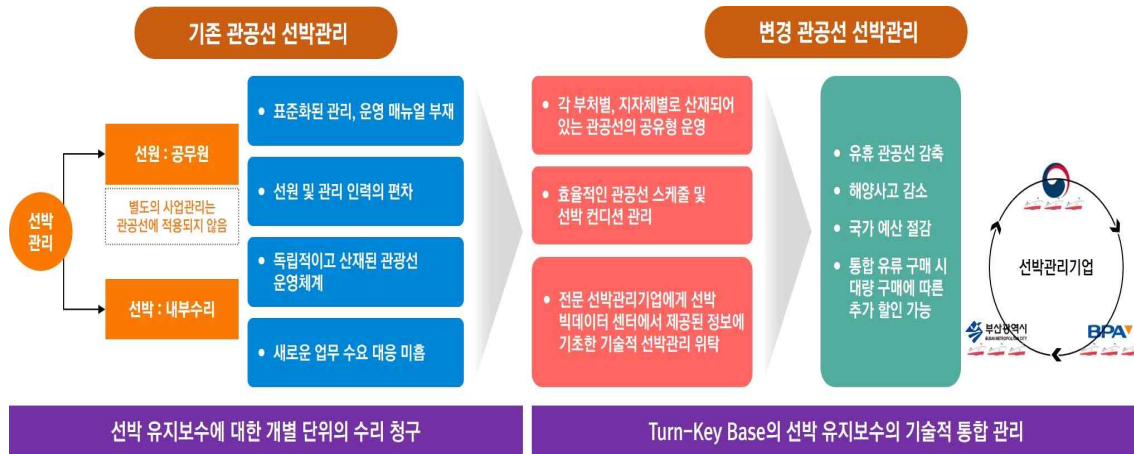 기존 관공선 선박관리
변경 관공선 선박관리
선박
관리
선원 : 공무원
별도의 사업관리는
관공선에 적용되지 않음
선박 : 내부수리
• 표준화된 관리, 운영 매뉴얼 부재
• 선원 및 관리 인력의 편차
• 독립적이고 산재된 관광선
운영체계
• 새로운 업무 수요 대응 미흡
• 각 부처별, 지자체별로 산재되어
있는 관공선의 공유형 운영
• 효율적인 관공선 스케줄 및
선박 컨디션 관리
• 전문 선박관리기업에게 선박
빅데이터 센터에서 제공된 정보에
기초한 기술적 선박관리 위탁
• 유휴 관공선 감축
• 해양사고 감소
• 국가 예산 절감
• 통합 유류 구매 시
대량 구매에 따른
추가 할인 가능
선박관리기업
부산광역시
BUSAN METROPOLITAN CITY
BPA
선박 유지보수에 대한 개별 단위의 수리 청구
Turn-Key Base의 선박 유지보수의 기술적 통합 관리